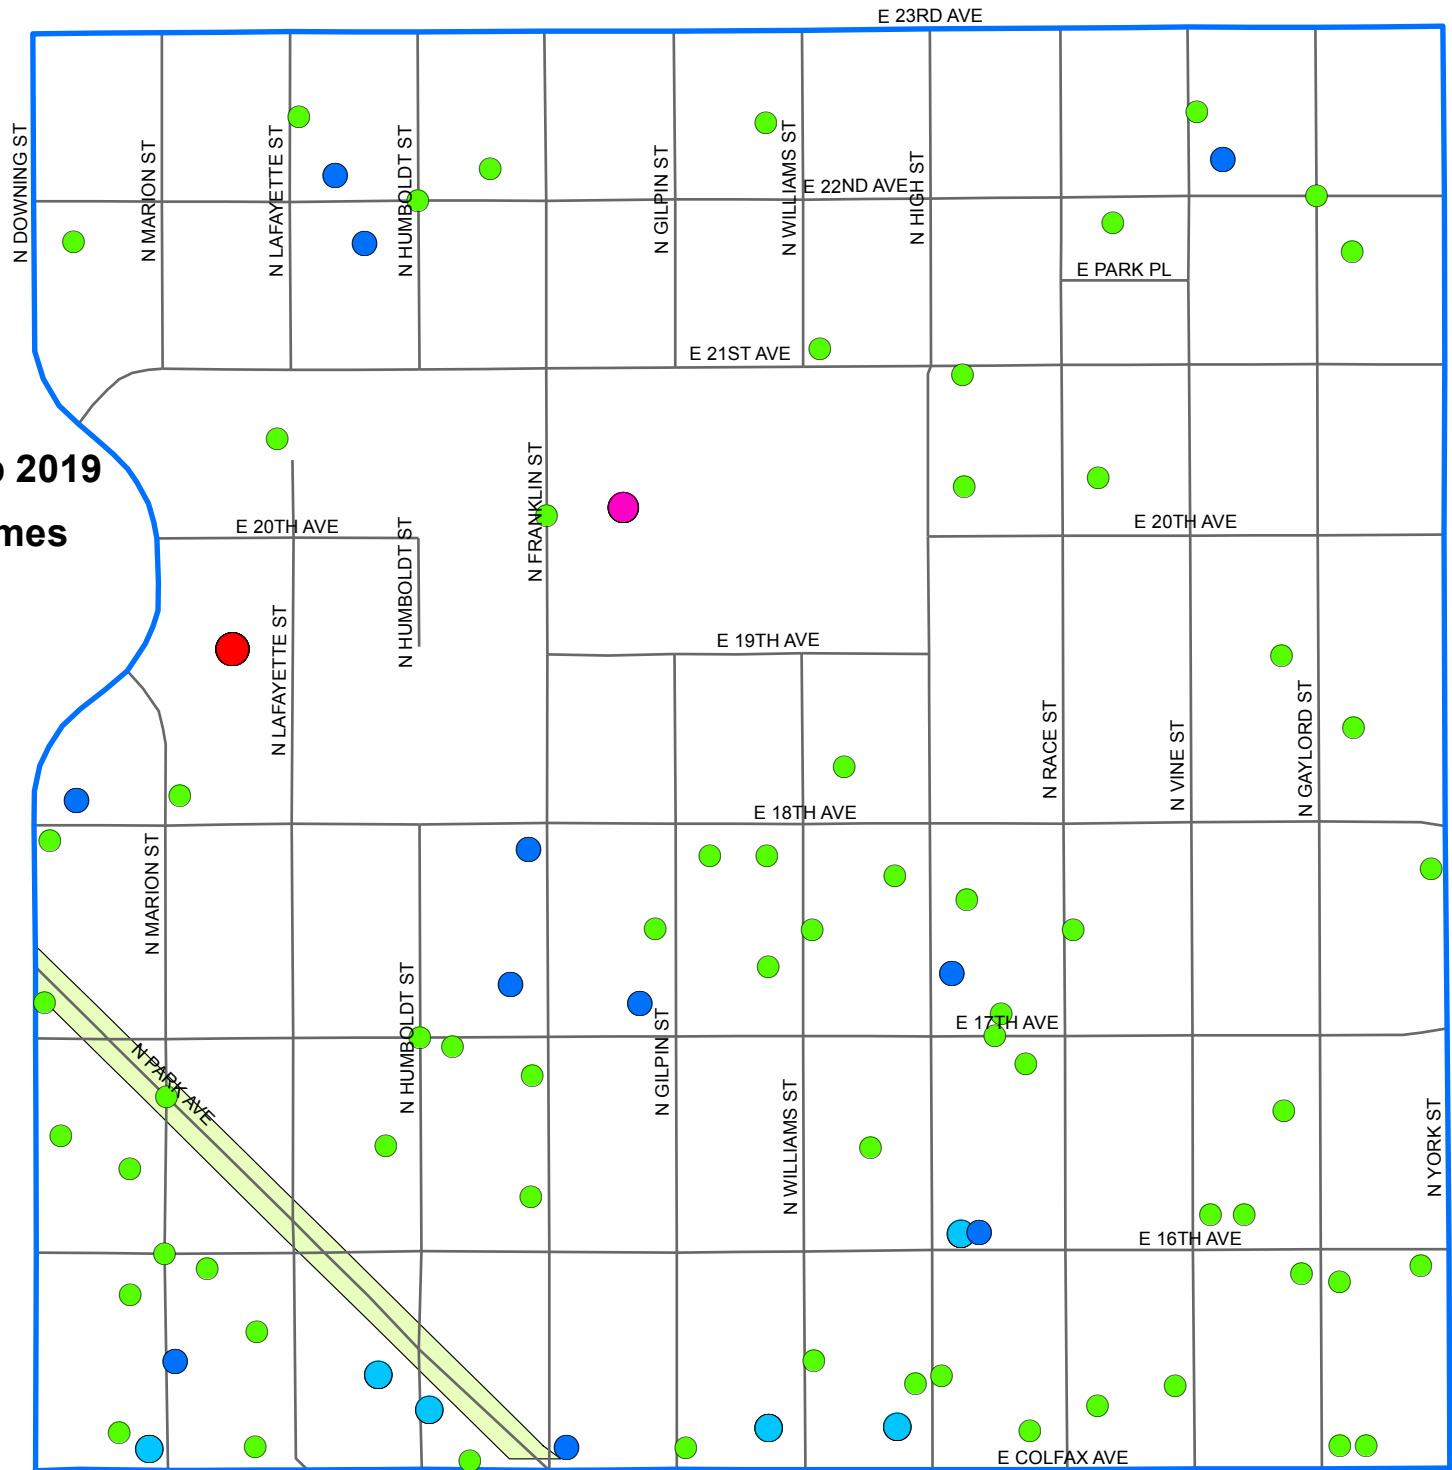 E 23RD AVE
N DOWNING ST
N MARION ST
N LAFAYETTE ST
N HUMBOLDT ST
N GILPIN ST
N WILLIAMS ST
N HIGH ST
E 22ND AVE
E PARK PL
E 21ST AVE
2019
mes
E 20TH AVE
N HUMBOLDT ST
N FRANKLIN ST
E 20TH AVE
N LAFAYETTE ST
E 19TH AVE
N RACE ST
N VINE ST
N GAYLORD ST
E 18TH AVE
N MARION ST
N HUMBOLDT ST
N GILPIN ST
E 17TH AVE
N PARK AVE
N WILLIAMS ST
N YORK ST
E 16TH AVE
E COLFAX AVE